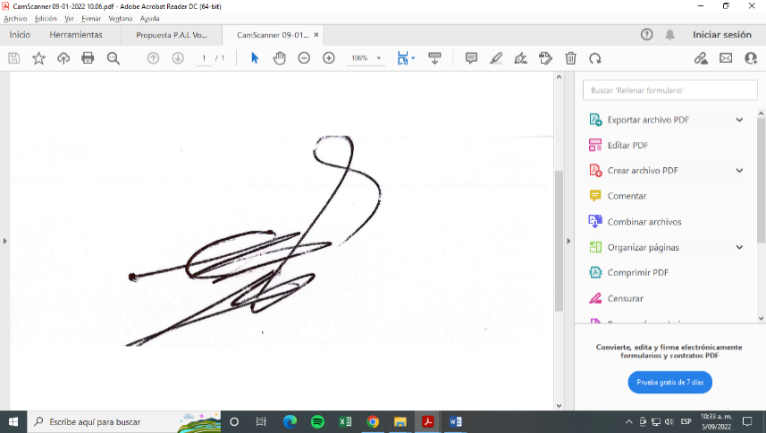 CamScanner 09-01-2022 10.06.pdf - Adobe Acrobat Reader DC (64-bit)
Archivo Edición Ver Firmar Ventana Ayuda
Inicio Herramientas Propuesta P.A.I. Vo... CamScanner 09-01... × Iniciar sesión
1 / 1 106%
Buscar 'Rellenar formulario'
Exportar archivo PDF
Editar PDF
Crear archivo PDF
Comentar
Combinar archivos
Organizar páginas
Comprimir PDF
Censurar
Convierte, edita y firma electrónicamente
formularios y contratos PDF
Prueba gratis de 7 días
Escribe aquí para buscar
ESP
10:33 a. m.
5/09/2022